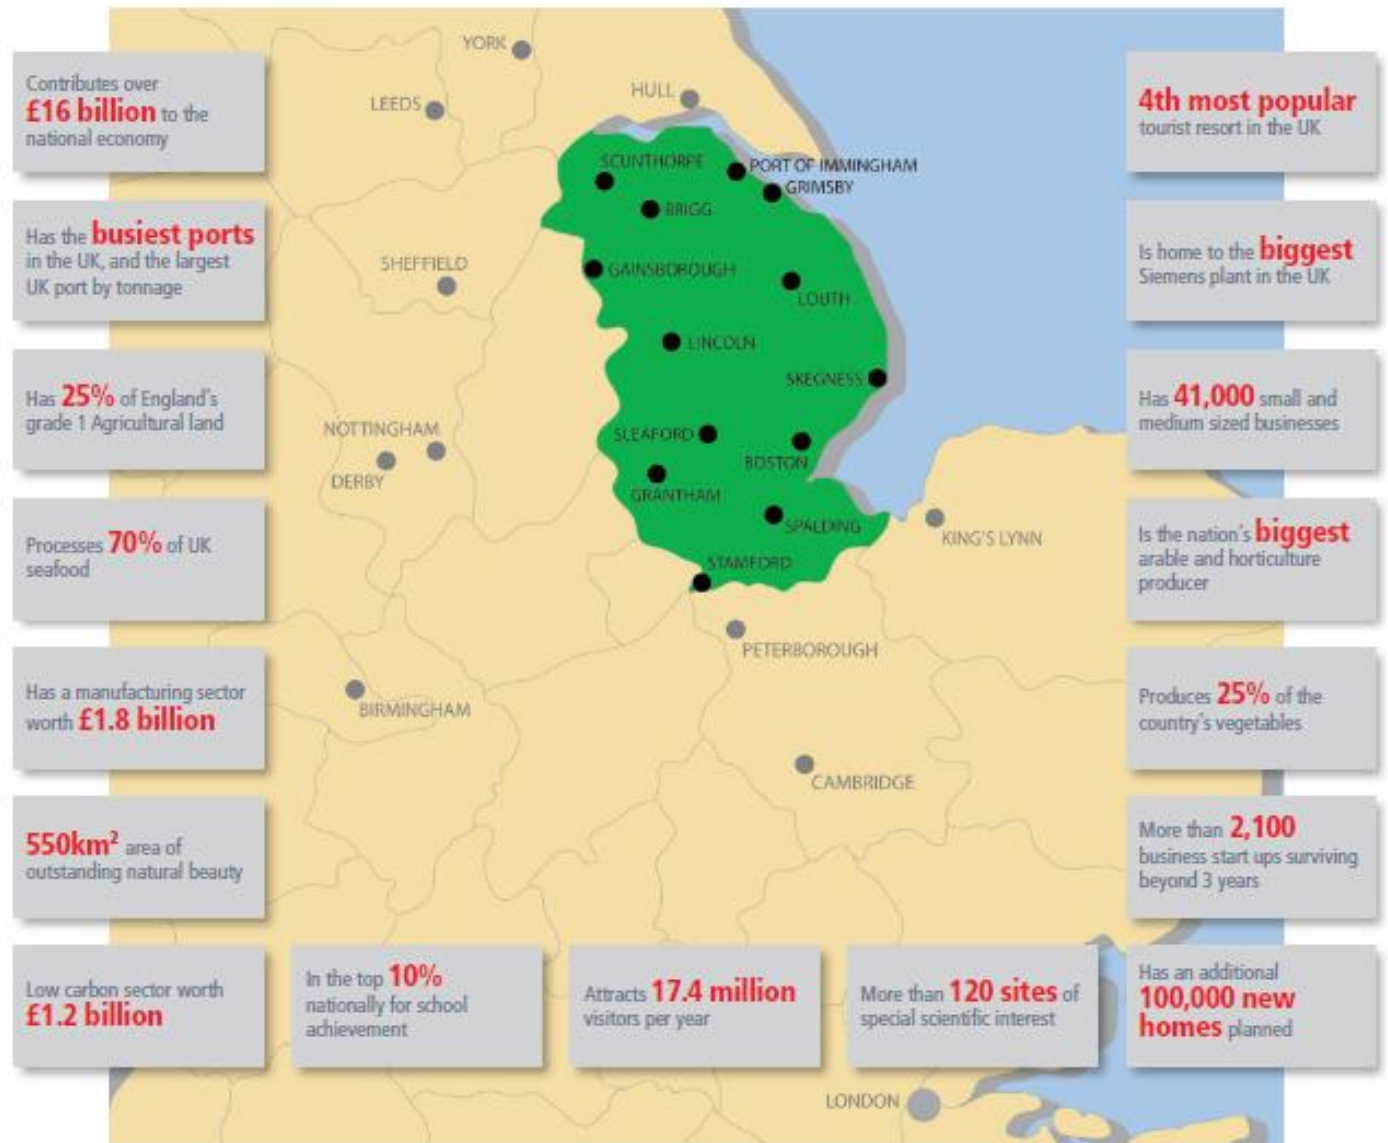 YORK
HULL
LEEDS
SCUNTHORPE
PORT OF IMMINGHAM
GRIMSBY
BRIGG
SHEFFIELD
GAINSBOROUGH
LOUTH
LINCOLN
SKEGNESS
NOTTINGHAM
SLEAFORD
BOSTON
DERBY
GRANTHAM
SPALDING
KING'S LYNN
STAMFORD
PETERBOROUGH
BIRMINGHAM
CAMBRIDGE
LONDON
Contributes over
£16 billion to the
national economy
Has the busiest ports
in the UK, and the largest
UK port by tonnage
Has 25% of England's
grade 1 Agricultural land
Processes 70% of UK
seafood
Has a manufacturing sector
worth £1.8 billion
550km² area of
outstanding natural beauty
Low carbon sector worth
£1.2 billion
In the top 10%
nationally for school
achievement
Attracts 17.4 million
visitors per year
More than 120 sites of
special scientific interest
4th most popular
tourist resort in the UK
Is home to the biggest
Siemens plant in the UK
Has 41,000 small and
medium sized businesses
Is the nation's biggest
arable and horticulture
producer
Produces 25% of the
country's vegetables
More than 2,100
business start ups surviving
beyond 3 years
Has an additional
100,000 new
homes planned